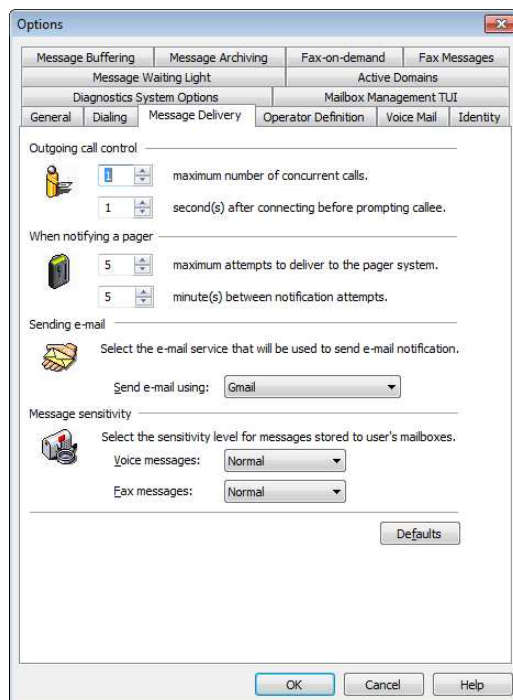 Options
Message Buffering Message Archiving Fax-on-demand Fax Messages
Message Waiting Light Active Domains
Diagnostics System Options Mailbox Management TUI
General Dialing Message Delivery Operator Definition Voice Mail Identity
Outgoing call control
1 maximum number of concurrent calls.
1 second(s) after connecting before prompting callee.
When notifying a pager
5 maximum attempts to deliver to the pager system.
5 minute(s) between notification attempts.
Sending e-mail
Select the e-mail service that will be used to send e-mail notification.
Send e-mail using: Gmail
Message sensitivity
Select the sensitivity level for messages stored to user's mailboxes.
Voice messages: Normal
Fax messages: Normal
Defaults
OK Cancel Help